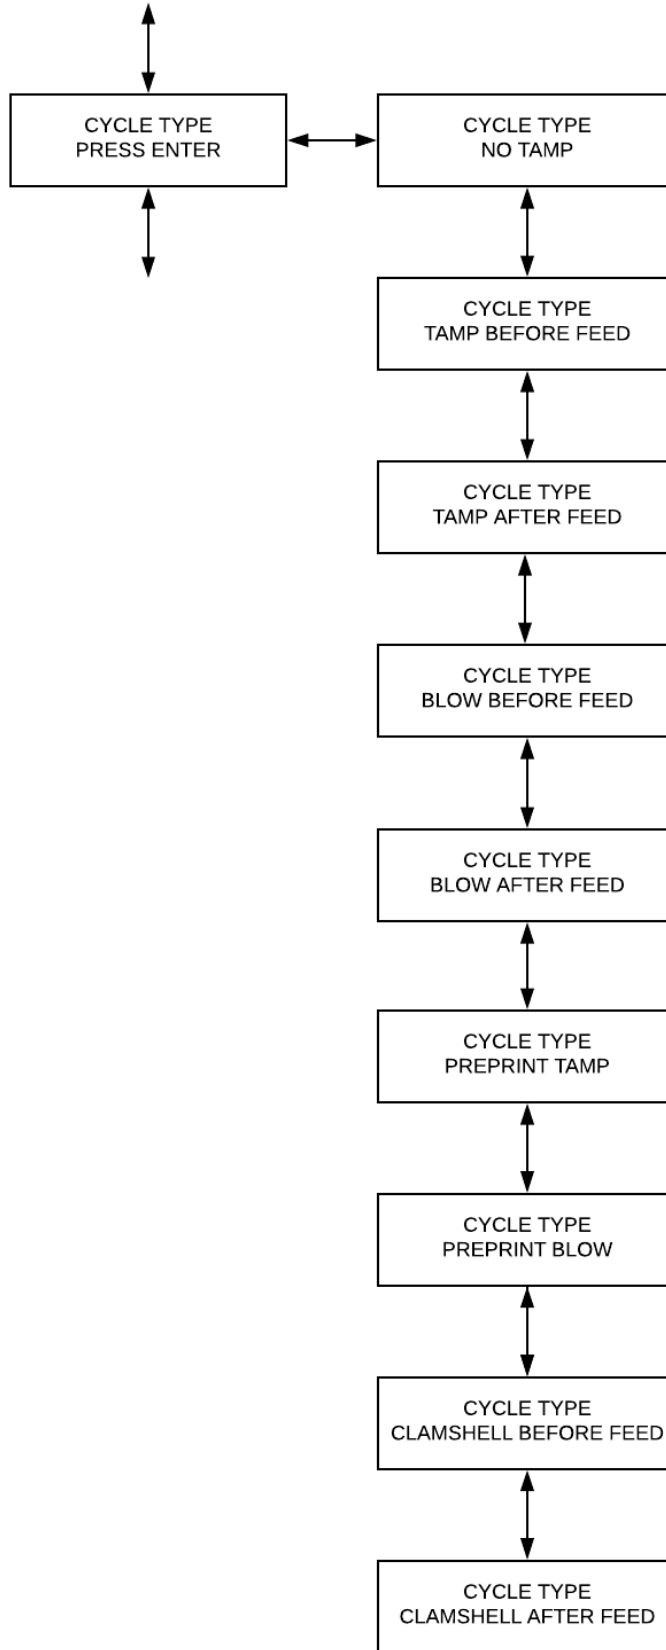 CYCLE TYPE
PRESS ENTER
CYCLE TYPE
NO TAMP
CYCLE TYPE
TAMP BEFORE FEED
CYCLE TYPE
TAMP AFTER FEED
CYCLE TYPE
BLOW BEFORE FEED
CYCLE TYPE
BLOW AFTER FEED
CYCLE TYPE
PREPRINT TAMP
CYCLE TYPE
PREPRINT BLOW
CYCLE TYPE
CLAMSHELL BEFORE FEED
CYCLE TYPE
CLAMSHELL AFTER FEED